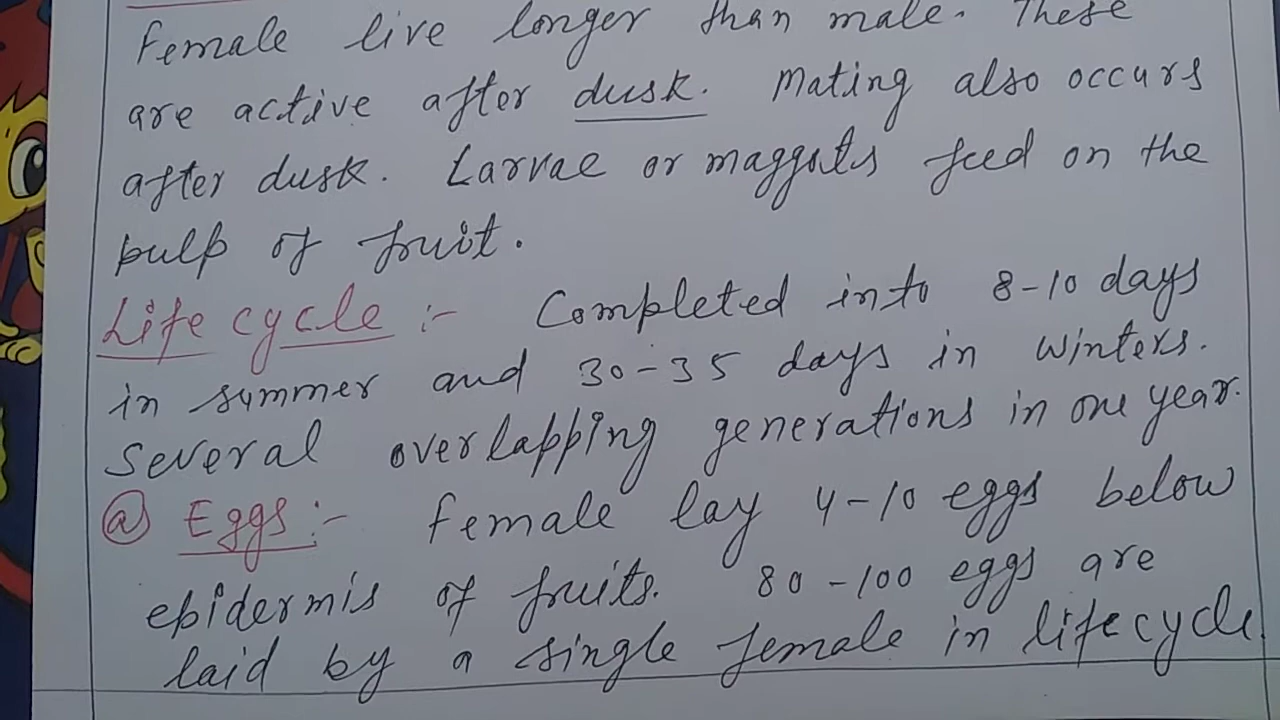 Female live longer than male. These
are active after dusk. Mating also occurs
after dusk. Larvae or maggots feed on the
pulp of fruit.
Life cycle :- Completed into 8-10 days
in summer and 30-35 days in winters.
Several overlapping generations in one year.
(a) Eggs :- Female lay 4-10 eggs below
epidermis of fruits. 80-100 eggs are
laid by a single female in lifecycle